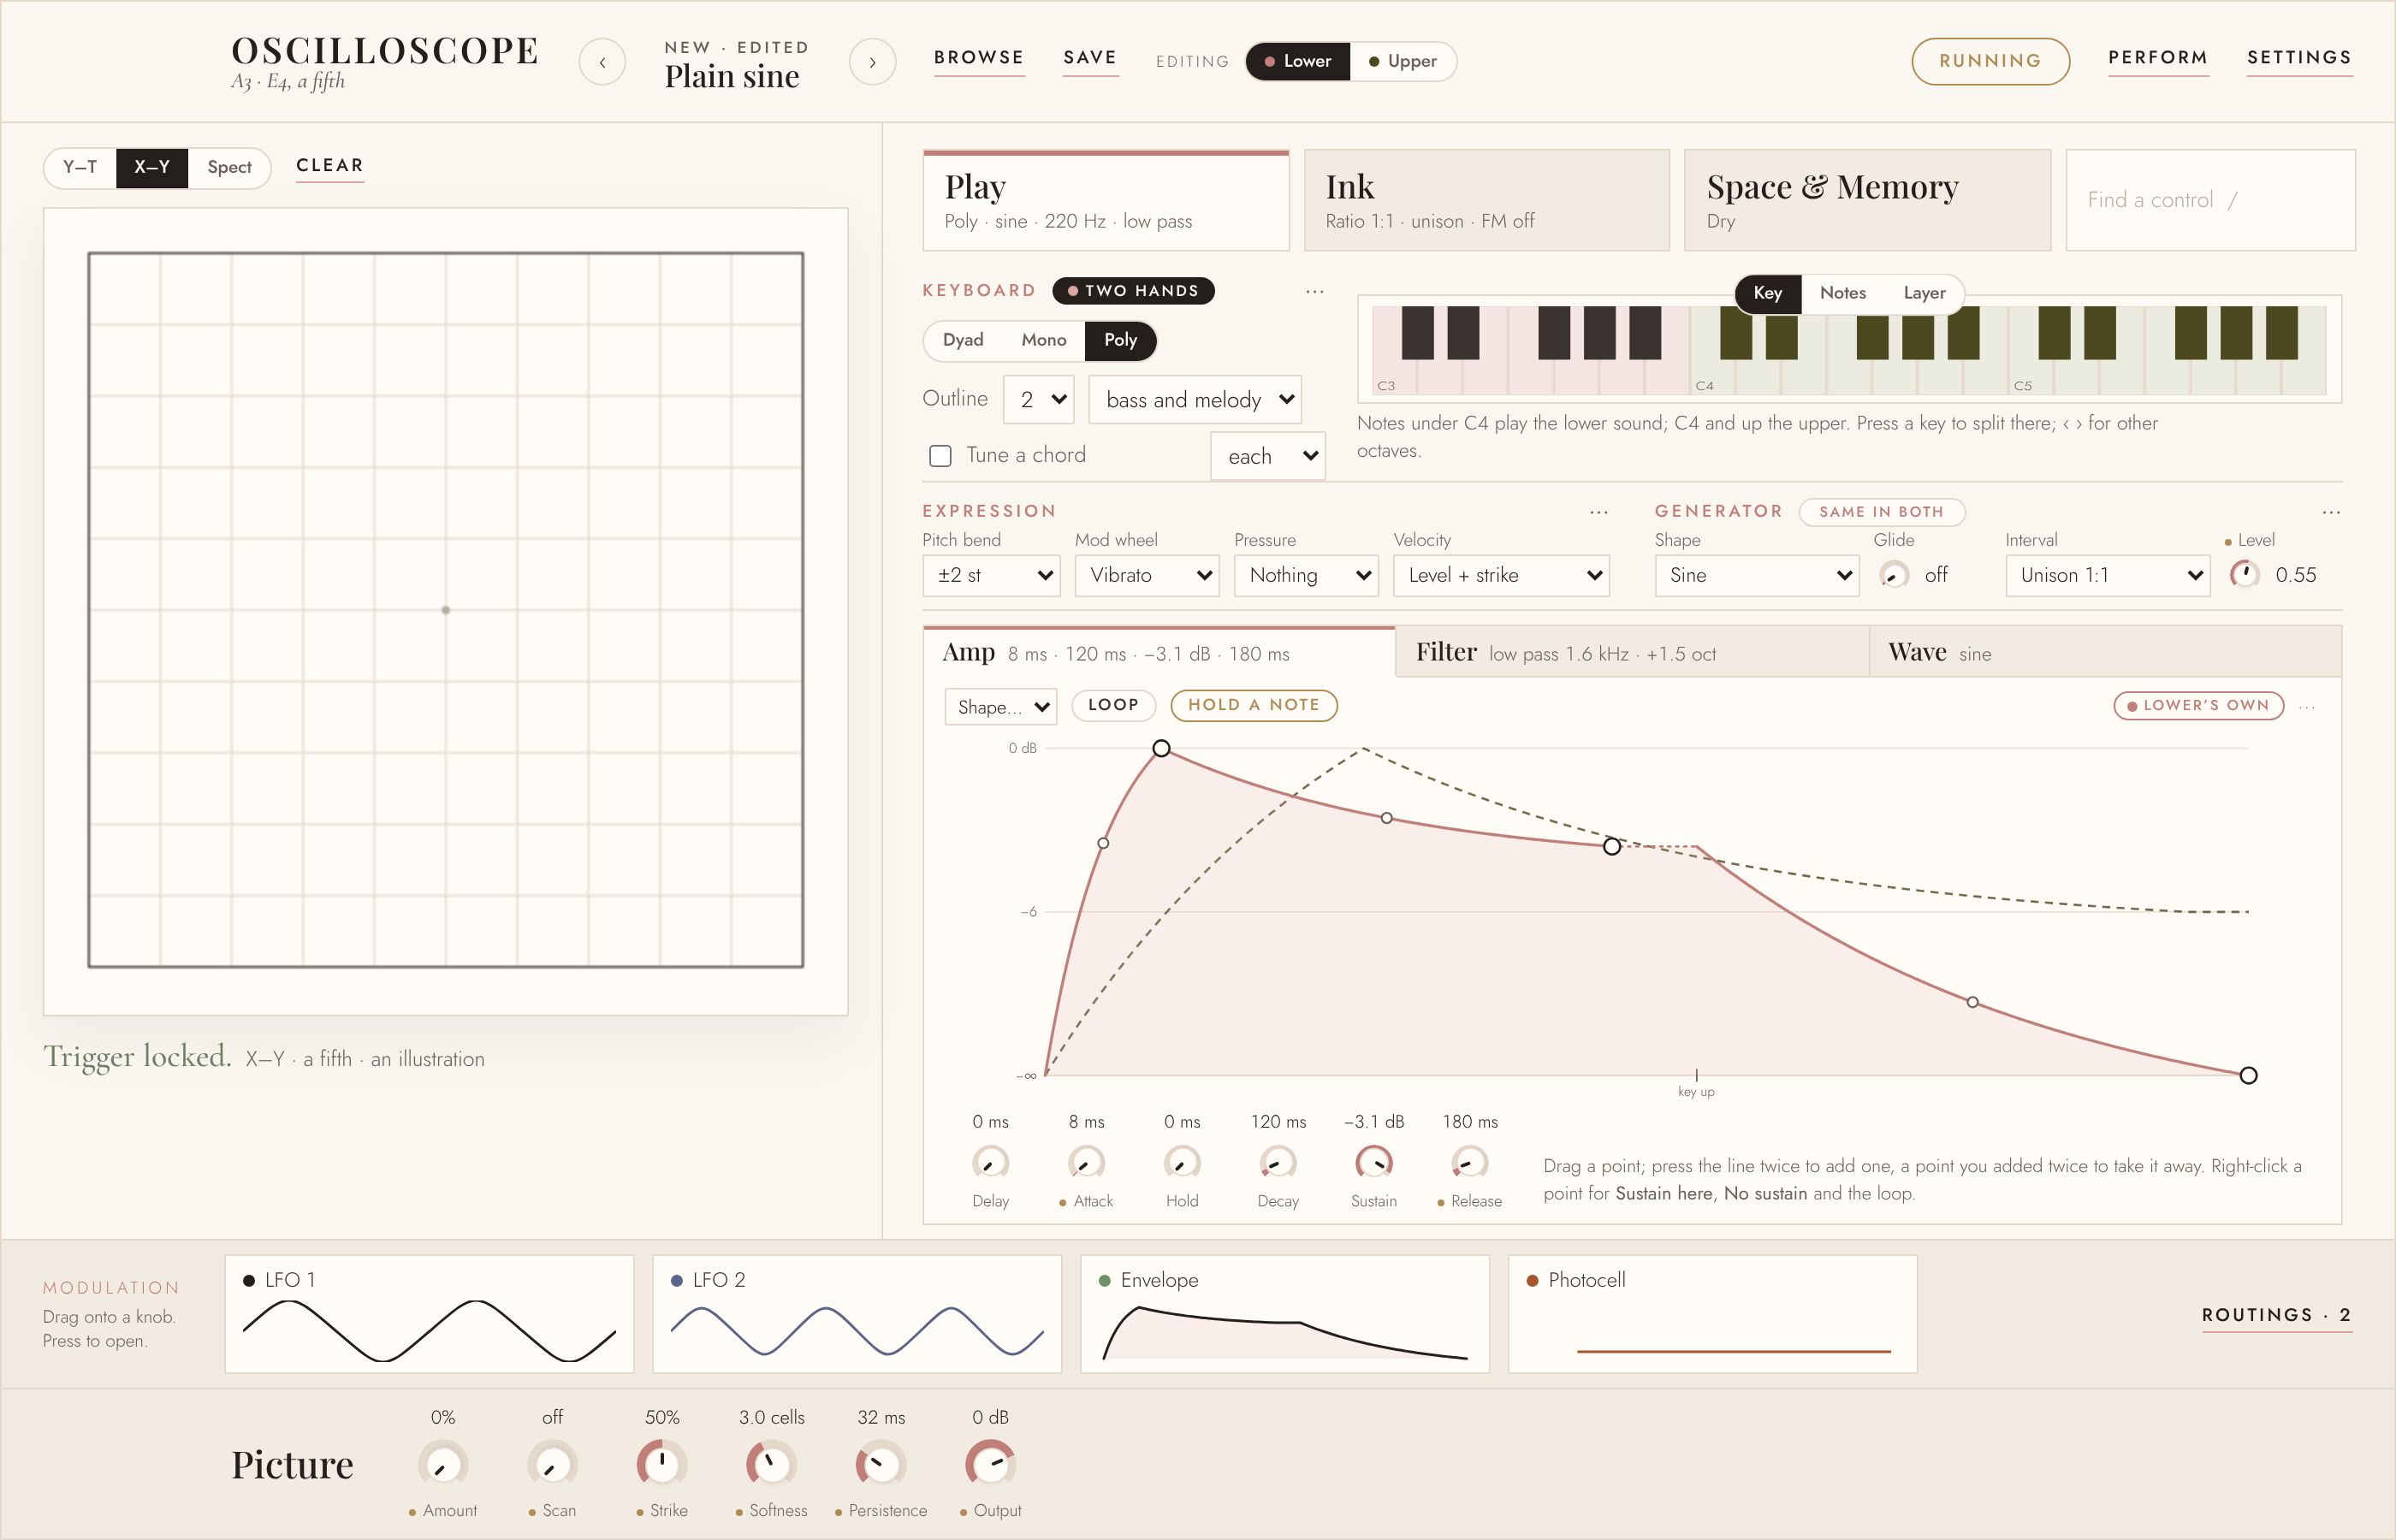 OSCILLOSCOPE
A3 · E4, a fifth
‹
NEW · EDITED
Plain sine
›
BROWSE
SAVE
EDITING
Lower
Upper
RUNNING
PERFORM
SETTINGS
Y–T
X–Y
Spect
CLEAR
Trigger locked. X–Y · a fifth · an illustration
Play
Poly · sine · 220 Hz · low pass
Ink
Ratio 1:1 · unison · FM off
Space & Memory
Dry
Find a control /
KEYBOARD
TWO HANDS
···
Dyad
Mono
Poly
Outline
2
bass and melody
Tune a chord
each
Key
Notes
Layer
C3
C4
C5
Notes under C4 play the lower sound; C4 and up the upper. Press a key to split there; ‹ › for other
octaves.
EXPRESSION
···
Pitch bend
Mod wheel
Pressure
Velocity
±2 st
Vibrato
Nothing
Level + strike
GENERATOR
SAME IN BOTH
···
Shape
Glide
Interval
Level
Sine
off
Unison 1:1
0.55
Amp 8 ms · 120 ms · −3.1 dB · 180 ms
Filter low pass 1.6 kHz · +1.5 oct
Wave sine
Shape...
LOOP
HOLD A NOTE
LOWER’S OWN
···
0 dB
−6
−∞
key up
0 ms
8 ms
0 ms
120 ms
−3.1 dB
180 ms
Delay
Attack
Hold
Decay
Sustain
Release
Drag a point; press the line twice to add one, a point you added twice to take it away. Right-click a
point for Sustain here, No sustain and the loop.
MODULATION
Drag onto a knob.
Press to open.
LFO 1
LFO 2
Envelope
Photocell
ROUTINGS · 2
Picture
0%
off
50%
3.0 cells
32 ms
0 dB
Amount
Scan
Strike
Softness
Persistence
Output